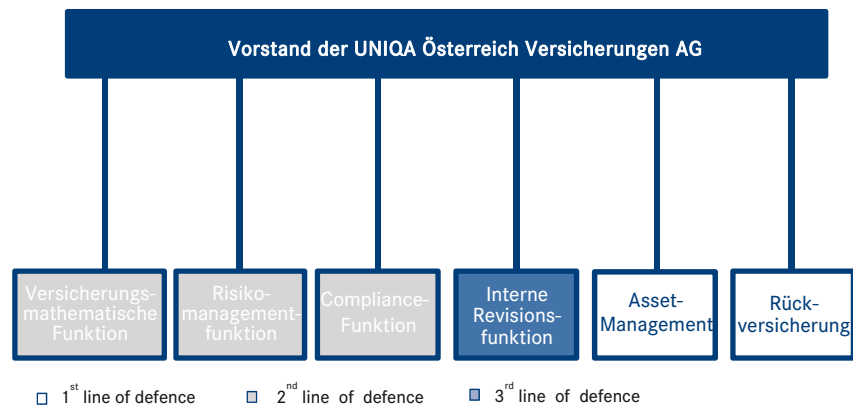 Vorstand der UNIQA Österreich Versicherungen AG
Versicherungs-
mathematische
Funktion
Risiko-
management-
funktion
Compliance-
Funktion
Interne
Revisions-
funktion
Asset-
Management
Rück-
versicherung
1st line of defence
2nd line of defence
3rd line of defence